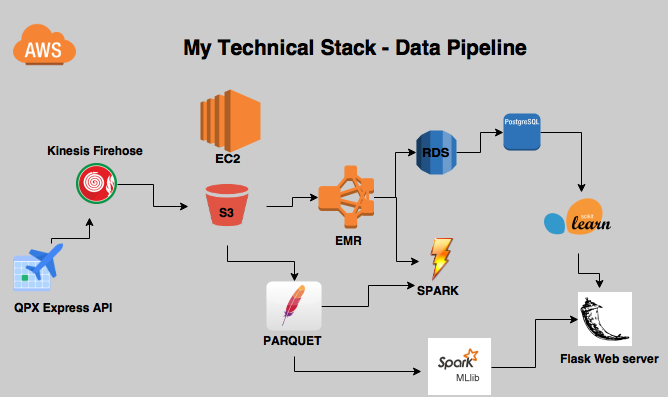 AWS
My Technical Stack - Data Pipeline
EC2
Kinesis Firehose
S3
EMR
RDS
PostgreSQL
scikit
learn
SPARK
QPX Express API
PARQUET
Spark
MLlib
Flask Web server